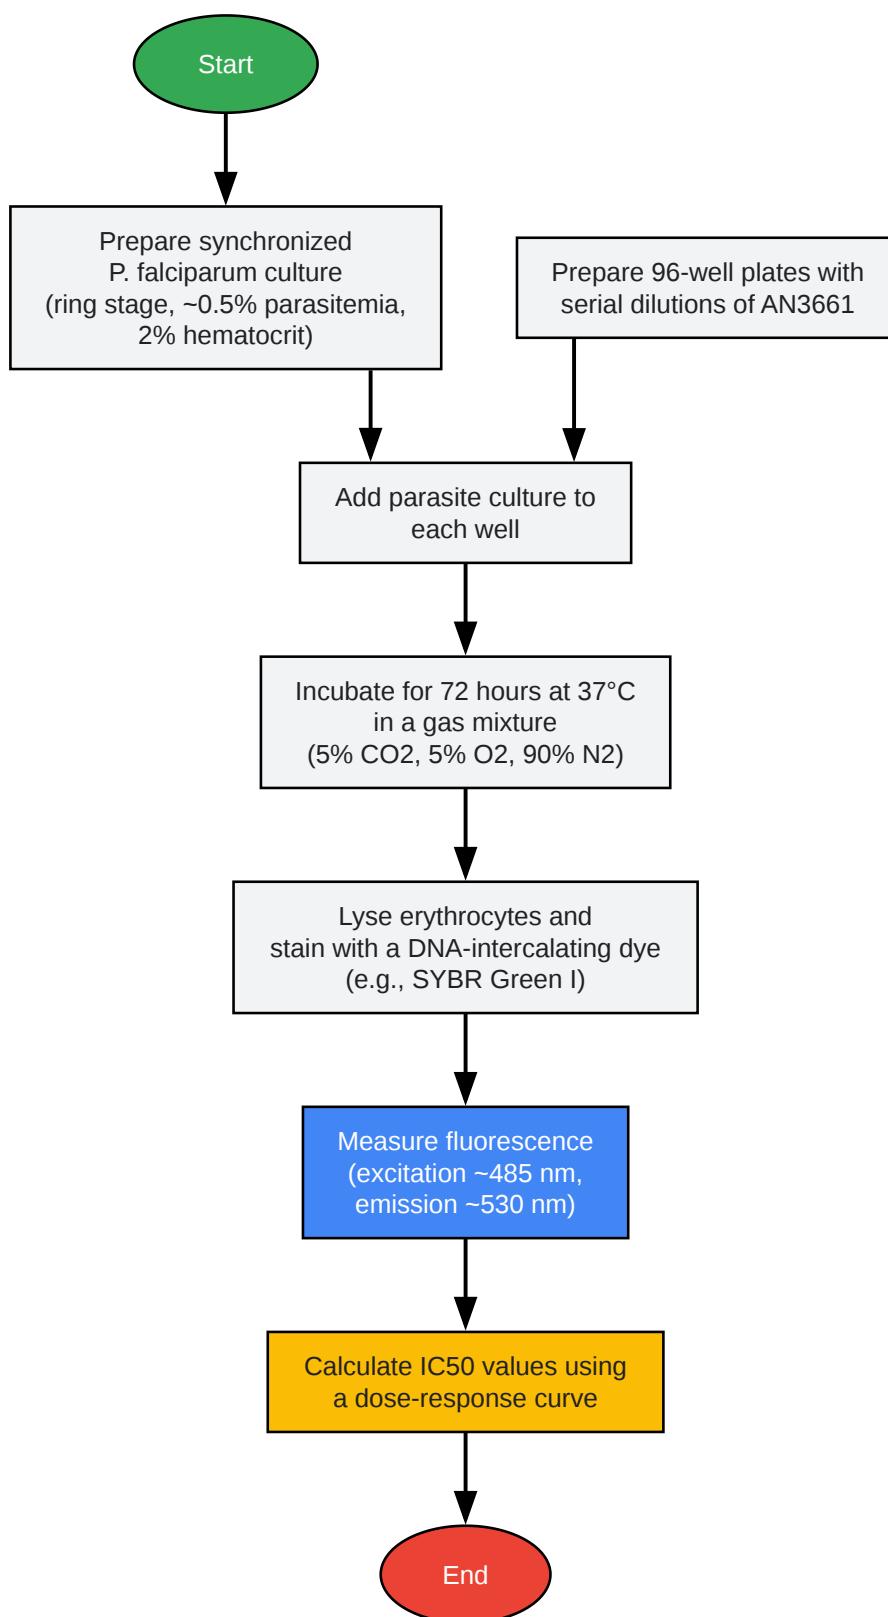 Start
Prepare synchronized
P. falciparum culture
(ring stage, ~0.5% parasitemia,
2% hematocrit)
Prepare 96-well plates with
serial dilutions of AN3661
Add parasite culture to
each well
Incubate for 72 hours at 37°C
in a gas mixture
(5% CO2, 5% O2, 90% N2)
Lyse erythrocytes and
stain with a DNA-intercalating dye
(e.g., SYBR Green I)
Measure fluorescence
(excitation ~485 nm,
emission ~530 nm)
Calculate IC50 values using
a dose-response curve
End